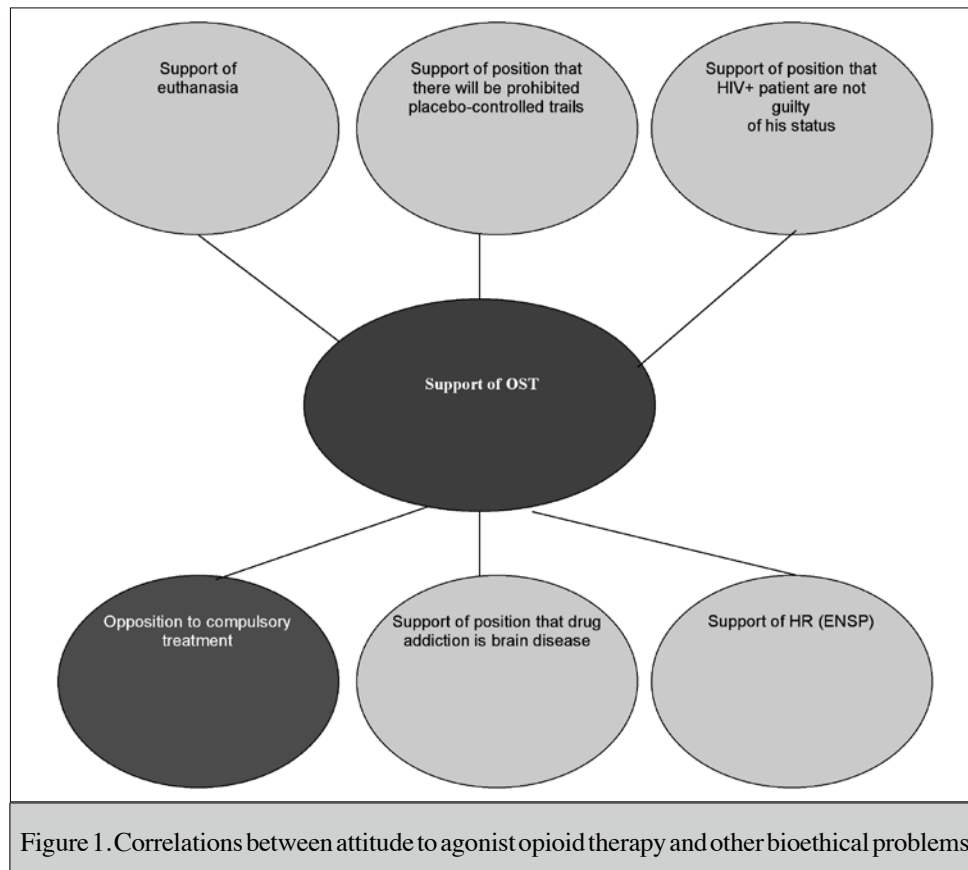 Support of
euthanasia
Support of position that
there will be prohibited
placebo-controlled trails
Support of position that
HIV+ patient are not
guilty
of his status
Support of OST
Opposition to compulsory
treatment
Support of position that drug
addiction is brain disease
Support of HR (ENSP)
Figure 1. Correlations between attitude to agonist opioid therapy and other bioethical problems